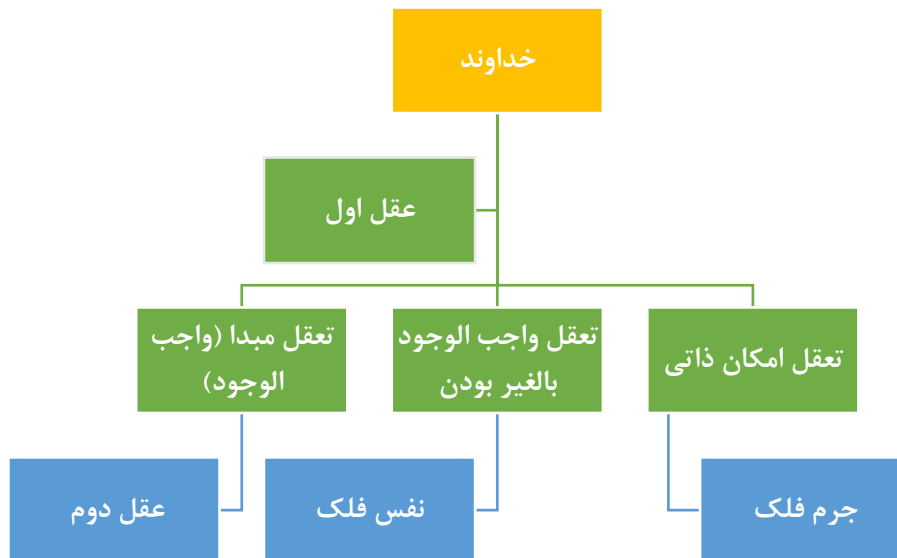 خداوند
عقل اول
تعقل امکان ذاتی
تعقل واجب الوجود
بالغیر بودن
تعقل مبدا (واجب
الوجود)
جرم فلک
نفس فلک
عقل دوم